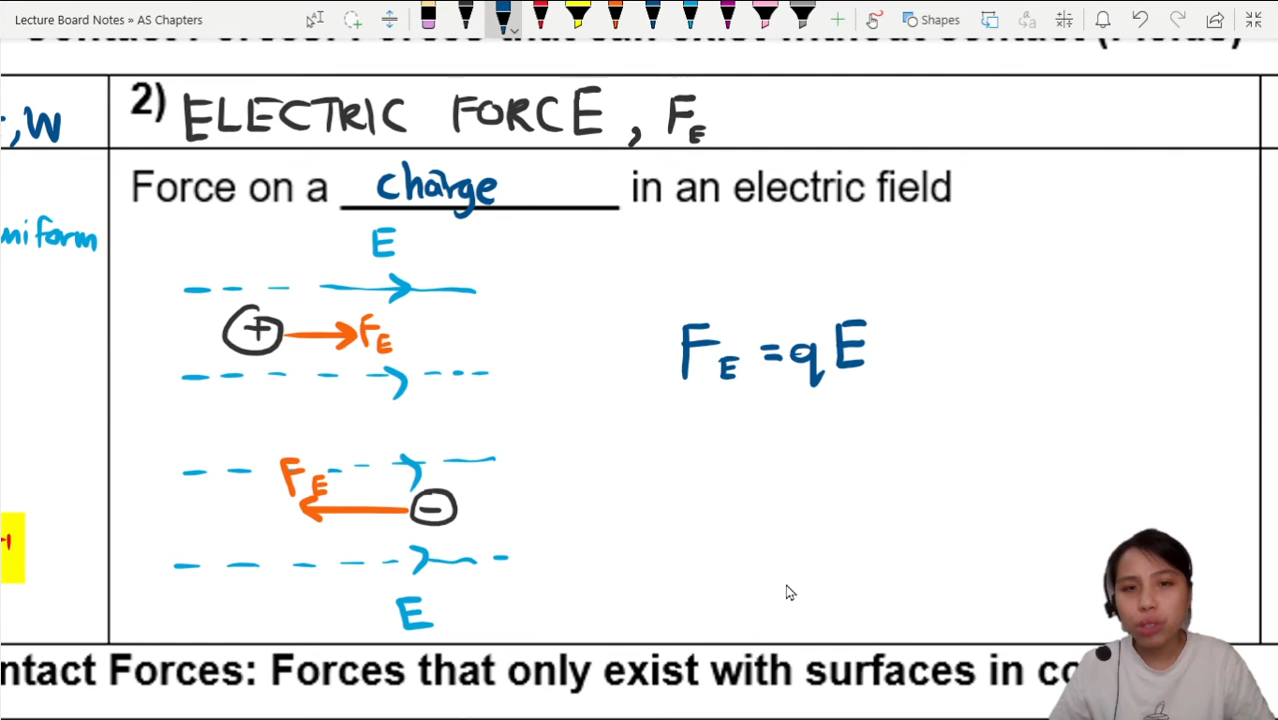 Lecture Board Notes » AS Chapters
Shapes
,W
2) ELECTRIC FORCE, FE
Force on a charge in an electric field
niform
E
+ FE
FE = qE
FE
−
E
ntact Forces: Forces that only exist with surfaces in co